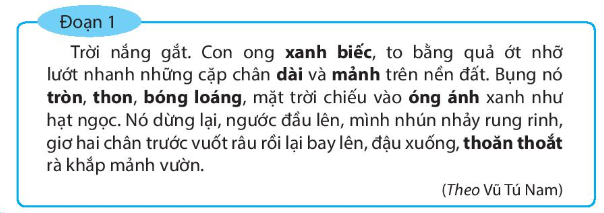 Đoạn 1
Trời nắng gắt. Con ong xanh biếc, to bằng quả ớt nhỡ
lướt nhanh những cặp chân dài và mảnh trên nền đất. Bụng nó
tròn, thon, bóng loáng, mặt trời chiếu vào óng ánh xanh như
hạt ngọc. Nó dừng lại, ngước đầu lên, mình nhún nhảy rung rinh,
giơ hai chân trước vuốt râu rồi lại bay lên, đậu xuống, thoăn thoắt
rà khắp mảnh vườn.
(Theo Vũ Tú Nam)